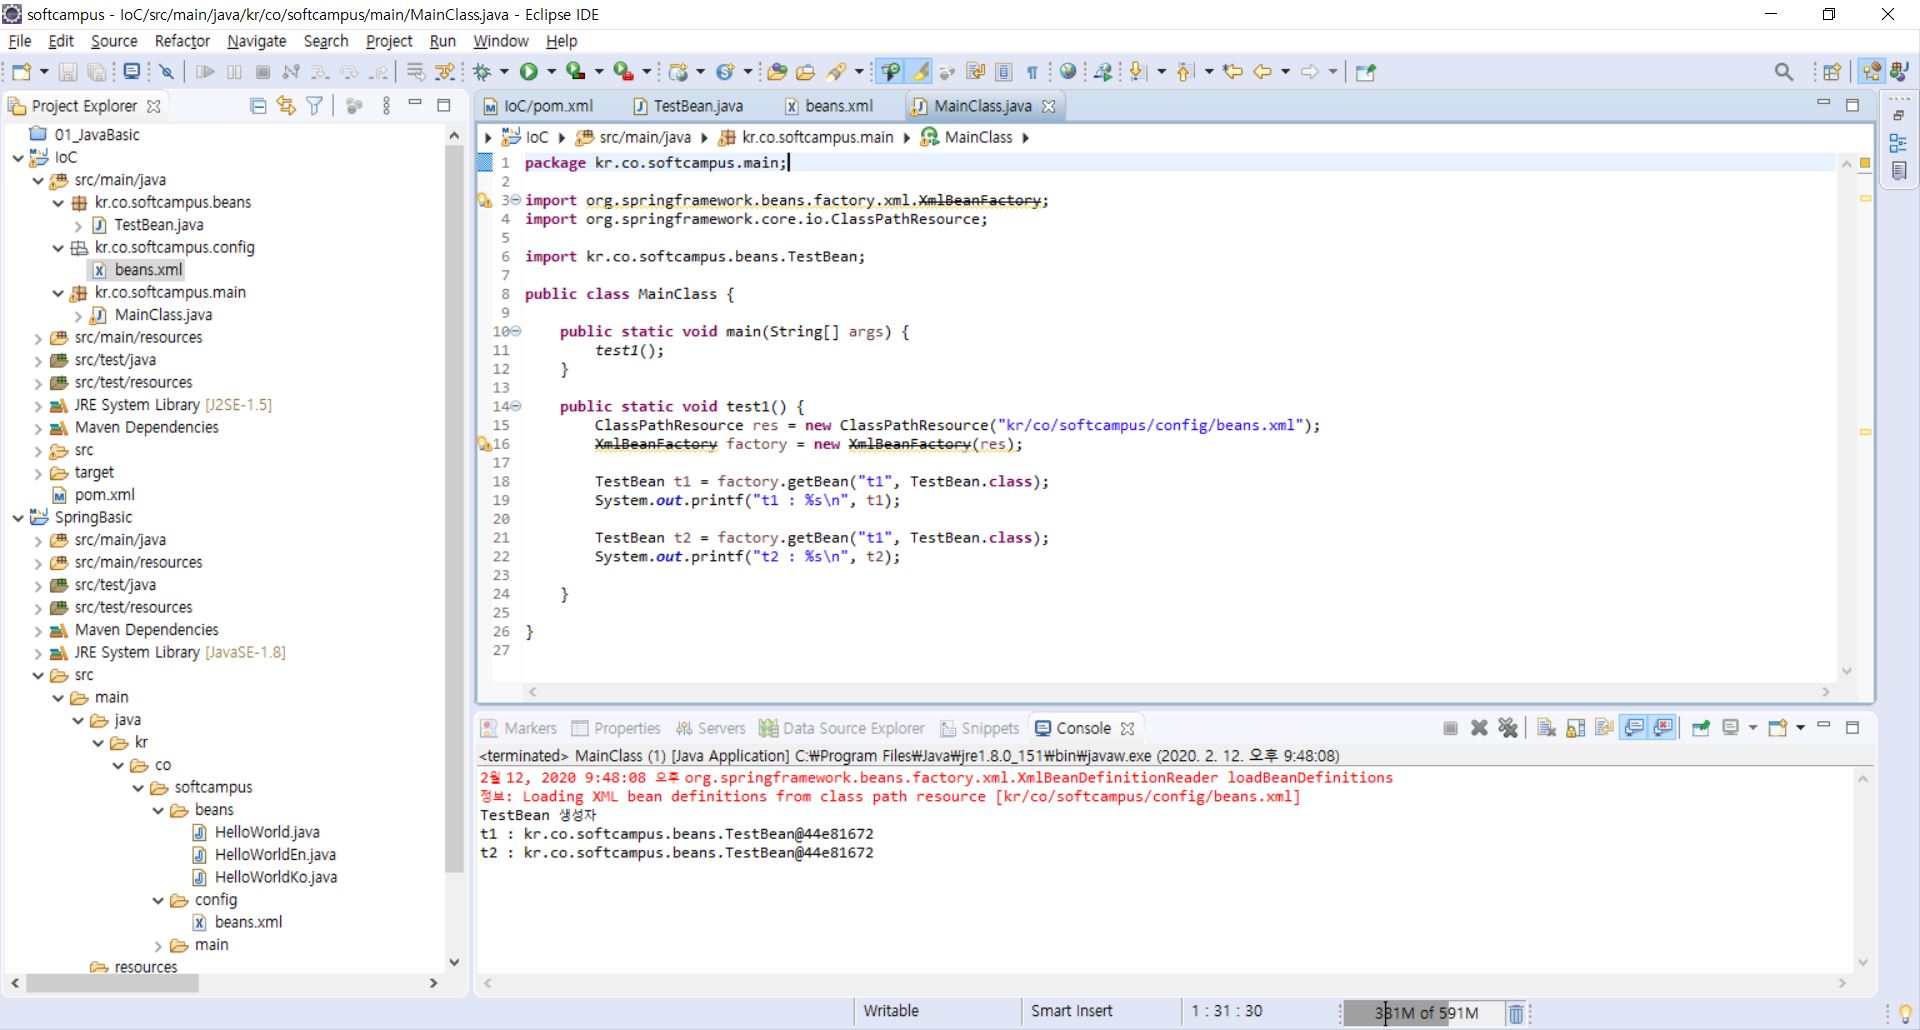 softcampus - IoC/src/main/java/kr/co/softcampus/main/MainClass.java - Eclipse IDE
File Edit Source Refactor Navigate Search Project Run Window Help
Project Explorer
01_JavaBasic
IoC
src/main/java
kr.co.softcampus.beans
TestBean.java
kr.co.softcampus.config
beans.xml
kr.co.softcampus.main
MainClass.java
src/main/resources
src/test/java
src/test/resources
JRE System Library [J2SE-1.5]
Maven Dependencies
src
target
pom.xml
SpringBasic
src/main/java
src/main/resources
src/test/java
src/test/resources
Maven Dependencies
JRE System Library [JavaSE-1.8]
src
main
java
kr
co
softcampus
beans
HelloWorld.java
HelloWorldEn.java
HelloWorldKo.java
config
beans.xml
main
resources
IoC/pom.xml TestBean.java beans.xml MainClass.java
IoC src/main/java kr.co.softcampus.main MainClass
1 package kr.co.softcampus.main;
2
3 import org.springframework.beans.factory.xml.XmlBeanFactory;
4 import org.springframework.core.io.ClassPathResource;
5
6 import kr.co.softcampus.beans.TestBean;
7
8 public class MainClass {
9
10 public static void main(String[] args) {
11 test1();
12 }
13
14 public static void test1() {
15 ClassPathResource res = new ClassPathResource("kr/co/softcampus/config/beans.xml");
16 XmlBeanFactory factory = new XmlBeanFactory(res);
17
18 TestBean t1 = factory.getBean("t1", TestBean.class);
19 System.out.printf("t1 : %s\n", t1);
20
21 TestBean t2 = factory.getBean("t1", TestBean.class);
22 System.out.printf("t2 : %s\n", t2);
23
24 }
25
26 }
27
Markers Properties Servers Data Source Explorer Snippets Console
<terminated> MainClass (1) [Java Application] C:₩Program Files₩Java₩jre1.8.0_151₩bin₩javaw.exe (2020. 2. 12. 오후 9:48:08)
2월 12, 2020 9:48:08 오후 org.springframework.beans.factory.xml.XmlBeanDefinitionReader loadBeanDefinitions
정보: Loading XML bean definitions from class path resource [kr/co/softcampus/config/beans.xml]
TestBean 생성자
t1 : kr.co.softcampus.beans.TestBean@44e81672
t2 : kr.co.softcampus.beans.TestBean@44e81672
Writable Smart Insert 1 : 31 : 30 331M of 591M